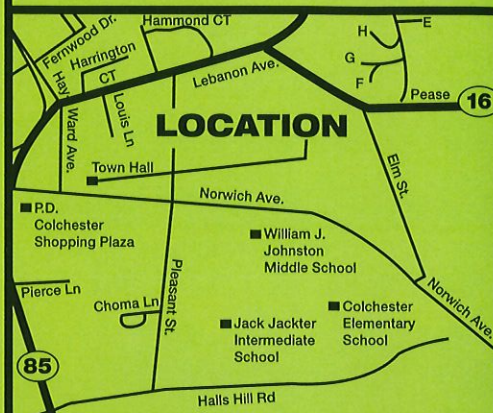 Fernwood Dr.
Hammond CT
E
H
Harrington
CT
G
F
Hay
Ward Ave.
Louis Ln
Lebanon Ave.
Pease
16
LOCATION
Town Hall
Elm St.
Norwich Ave.
P.D.
Colchester
Shopping Plaza
William J.
Johnston
Middle School
Pierce Ln
Choma Ln
Pleasant St.
Norwich Ave.
Jack Jackter
Intermediate
School
Colchester
Elementary
School
85
Halls Hill Rd